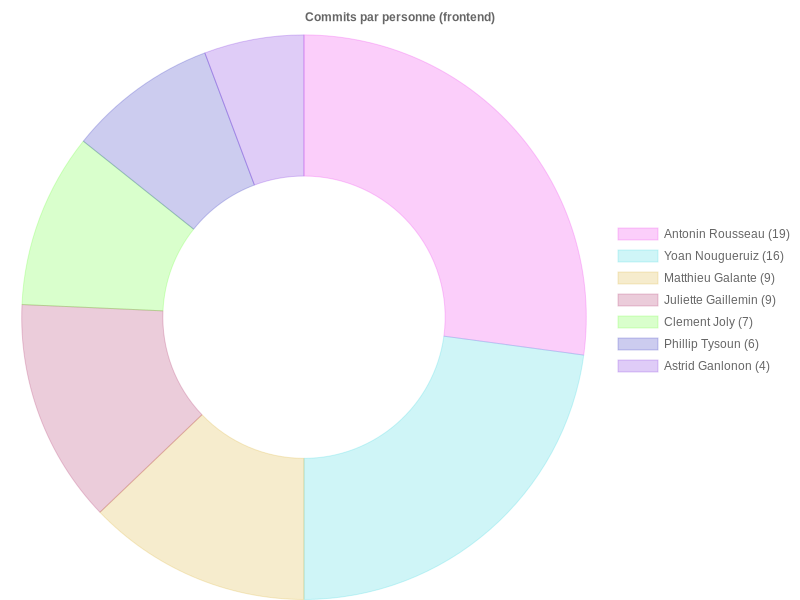 Commits par personne (frontend)
Antonin Rousseau (19)
Yoan Nougueruiz (16)
Matthieu Galante (9)
Juliette Gaillemin (9)
Clement Joly (7)
Phillip Tysoun (6)
Astrid Ganlonon (4)